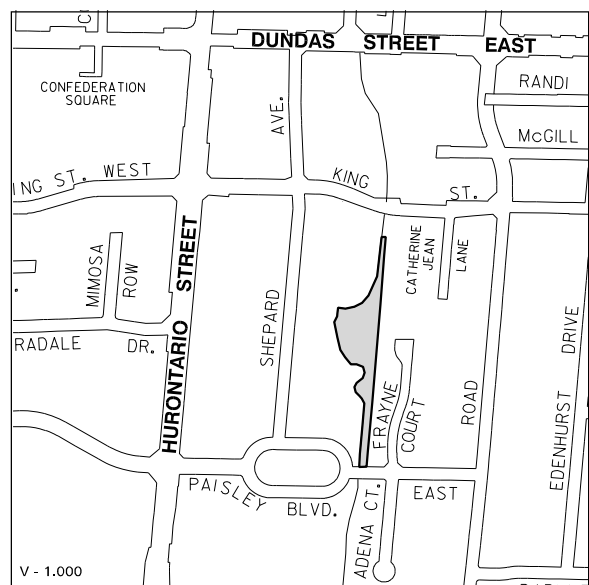 DUNDAS STREET EAST
CONFEDERATION
SQUARE
RANDI
AVE.
McGILL
ING ST. WEST
KING ST.
MIMOSA
ROW
HURONTARIO STREET
CATHERINE
JEAN
LANE
SHEPARD
RADALE DR.
DRIVE
FRAYNE
COURT
ROAD
EDENHURST
PAISLEY BLVD. EAST
ADENA CT.
V - 1.000